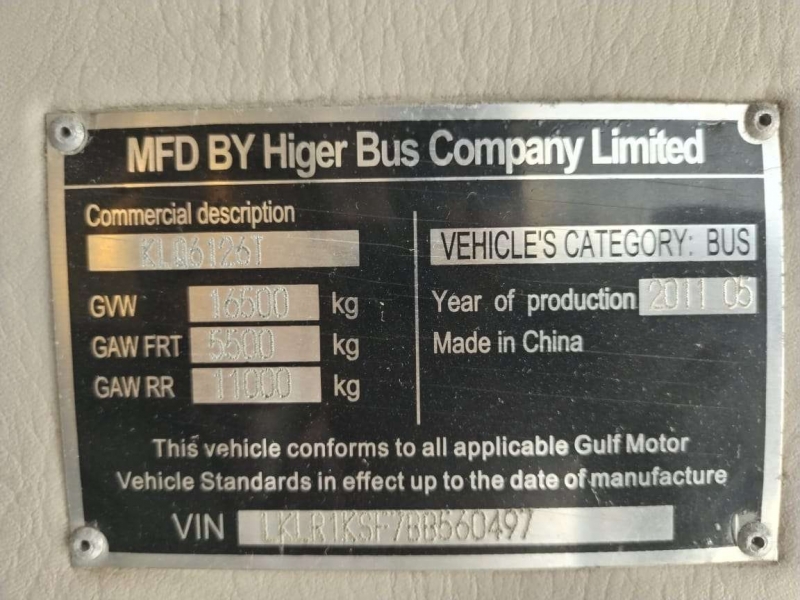 MFD BY Higer Bus Company Limited
Commercial description
KLQ6126T
GVW 16500 kg
GAW FRT 5500 kg
GAW RR 11000 kg
VEHICLE'S CATEGORY: BUS
Year of production 2011 05
Made in China
This vehicle conforms to all applicable Gulf Motor
Vehicle Standards in effect up to the date of manufacture
VIN LKLR1KSF7BB560497